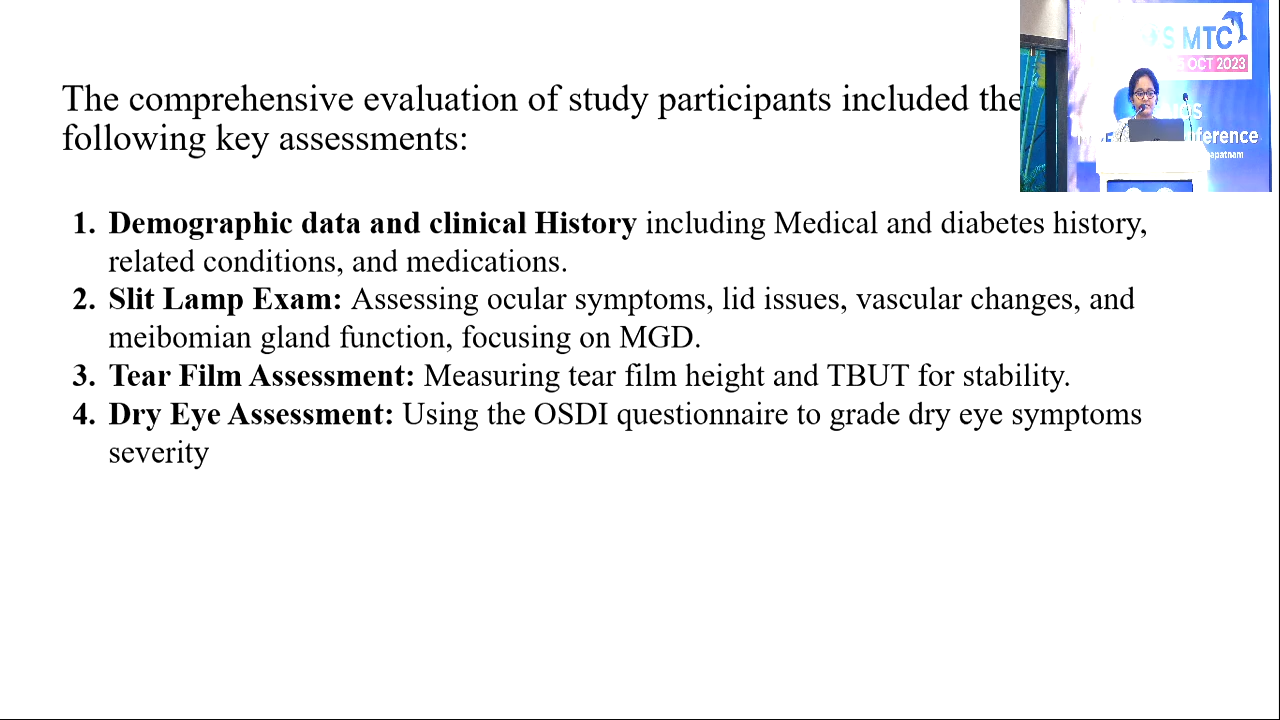 The comprehensive evaluation of study participants included the
following key assessments:
1. Demographic data and clinical History including Medical and diabetes history,
related conditions, and medications.
2. Slit Lamp Exam: Assessing ocular symptoms, lid issues, vascular changes, and
meibomian gland function, focusing on MGD.
3. Tear Film Assessment: Measuring tear film height and TBUT for stability.
4. Dry Eye Assessment: Using the OSDI questionnaire to grade dry eye symptoms
severity
S MTC
OCT 2023